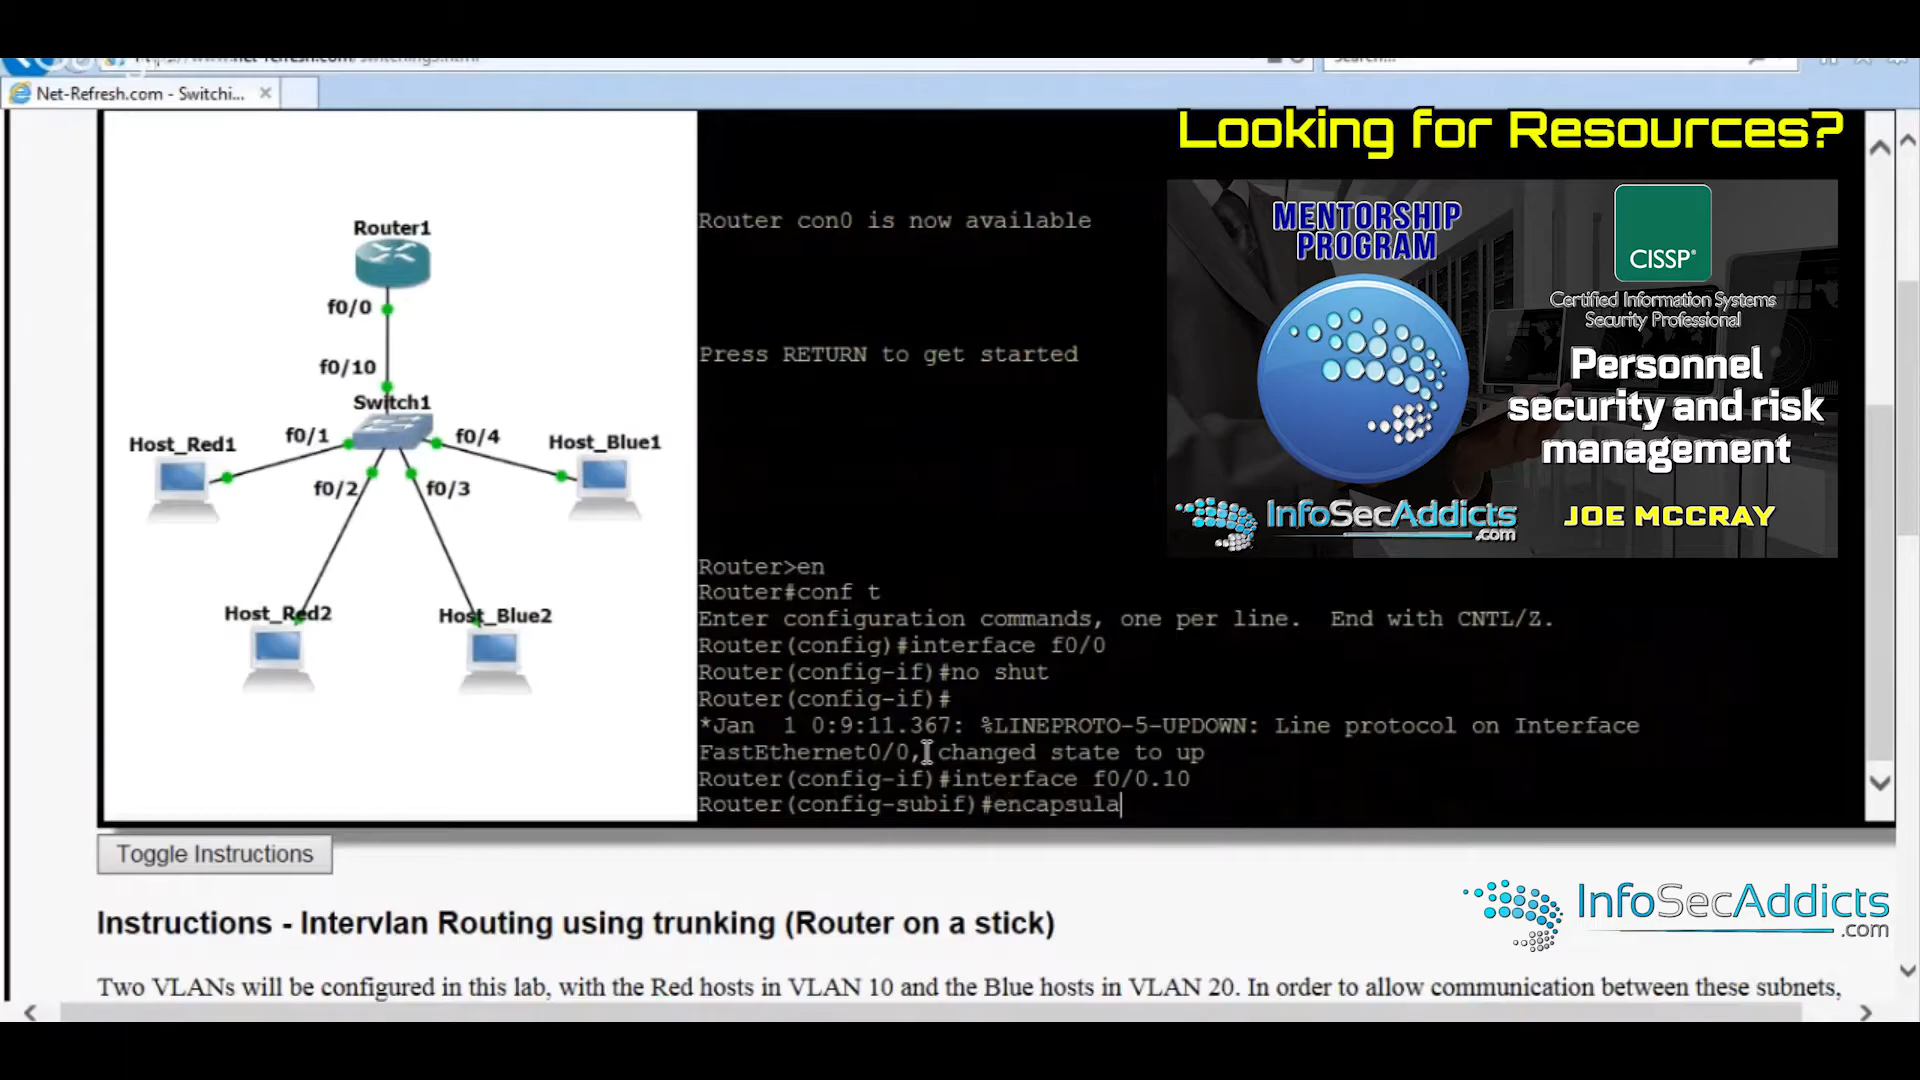 Net-Refresh.com - Switchi...
Search...
Looking for Resources?
Router1
f0/0
f0/10
Switch1
f0/1
f0/4
Host_Red1
Host_Blue1
f0/2
f0/3
Host_Red2
Host_Blue2
Router con0 is now available
Press RETURN to get started
Router>en
Router#conf t
Enter configuration commands, one per line.  End with CNTL/Z.
Router(config)#interface f0/0
Router(config-if)#no shut
Router(config-if)#
*Jan  1 0:9:11.367: %LINEPROTO-5-UPDOWN: Line protocol on Interface
FastEthernet0/0, changed state to up
Router(config-if)#interface f0/0.10
Router(config-subif)#encapsula
MENTORSHIP
PROGRAM
InfoSecAddicts
.com
CISSP®
Certified Information Systems
Security Professional
Personnel
security and risk
management
JOE MCCRAY
Toggle Instructions
Instructions - Intervlan Routing using trunking (Router on a stick)
Two VLANs will be configured in this lab, with the Red hosts in VLAN 10 and the Blue hosts in VLAN 20. In order to allow communication between these subnets,
InfoSecAddicts
.com